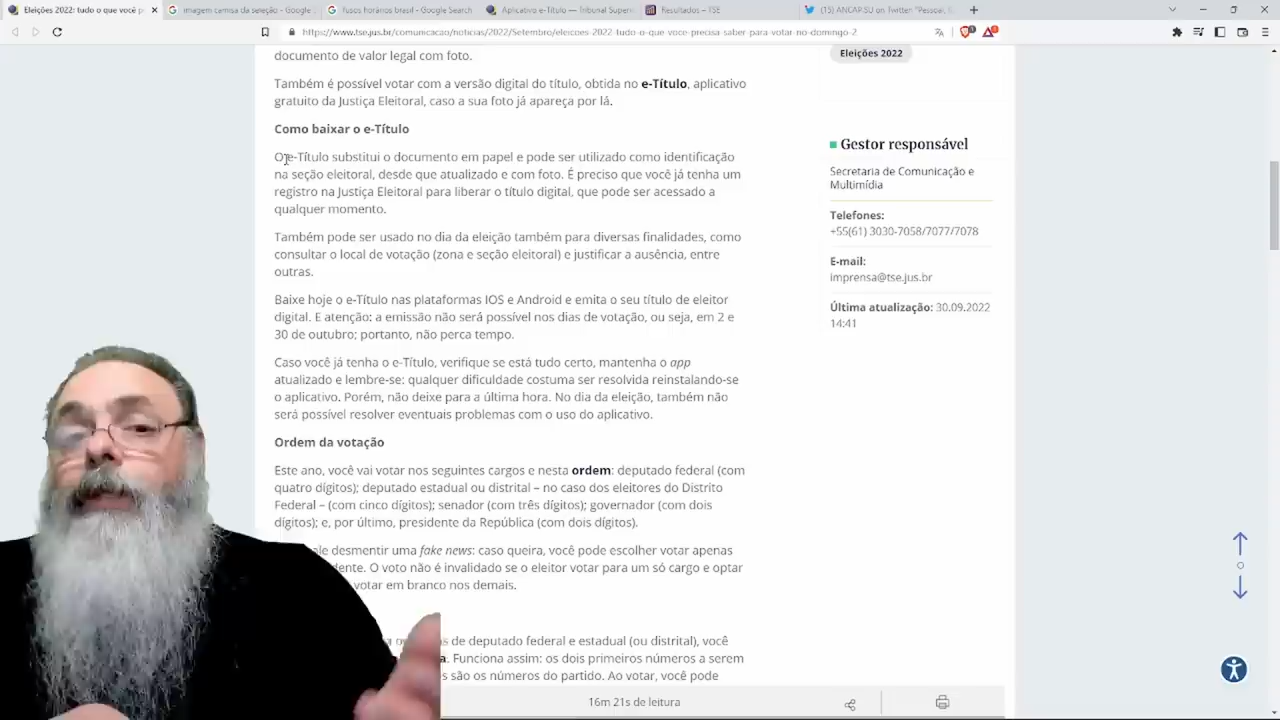 Eleições 2022: tudo o que você p
imagem camisa da seleção - Goog
fusos horários brasil - Google Search
Aplicativo e-Título — Tribunal Super
Resultados — TSE
(15) ANCAP.SU on Twitter "Pessoal,
https://www.tse.jus.br/comunicacao/noticias/2022/Setembro/eleicoes-2022-tudo-o-que-voce-precisa-saber-para-votar-no-domingo-2
documento de valor legal com foto.
Também é possível votar com a versão digital do título, obtida no e-Título, aplicativo
gratuito da Justiça Eleitoral, caso a sua foto já apareça por lá.
Como baixar o e-Título
O e-Título substitui o documento em papel e pode ser utilizado como identificação
na seção eleitoral, desde que atualizado e com foto. É preciso que você já tenha um
registro na Justiça Eleitoral para liberar o título digital, que pode ser acessado a
qualquer momento.
Também pode ser usado no dia da eleição também para diversas finalidades, como
consultar o local de votação (zona e seção eleitoral) e justificar a ausência, entre
outras.
Baixe hoje o e-Título nas plataformas IOS e Android e emita o seu título de eleitor
digital. E atenção: a emissão não será possível nos dias de votação, ou seja, em 2 e
30 de outubro; portanto, não perca tempo.
Caso você já tenha o e-Título, verifique se está tudo certo, mantenha o app
atualizado e lembre-se: qualquer dificuldade costuma ser resolvida reinstalando-se
o aplicativo. Porém, não deixe para a última hora. No dia da eleição, também não
será possível resolver eventuais problemas com o uso do aplicativo.
Ordem da votação
Este ano, você vai votar nos seguintes cargos e nesta ordem: deputado federal (com
quatro dígitos); deputado estadual ou distrital – no caso dos eleitores do Distrito
Federal – (com cinco dígitos); senador (com três dígitos); governador (com dois
dígitos); e, por último, presidente da República (com dois dígitos).
ale desmentir uma fake news: caso queira, você pode escolher votar apenas
dente. O voto não é invalidado se o eleitor votar para um só cargo e optar
votar em branco nos demais.
de deputado federal e estadual (ou distrital), você
a. Funciona assim: os dois primeiros números a serem
s são os números do partido. Ao votar, você pode
16m 21s de leitura
Eleições 2022
Gestor responsável
Secretaria de Comunicação e
Multimídia
Telefones:
+55(61) 3030-7058/7077/7078
E-mail:
imprensa@tse.jus.br
Última atualização: 30.09.2022
14:41